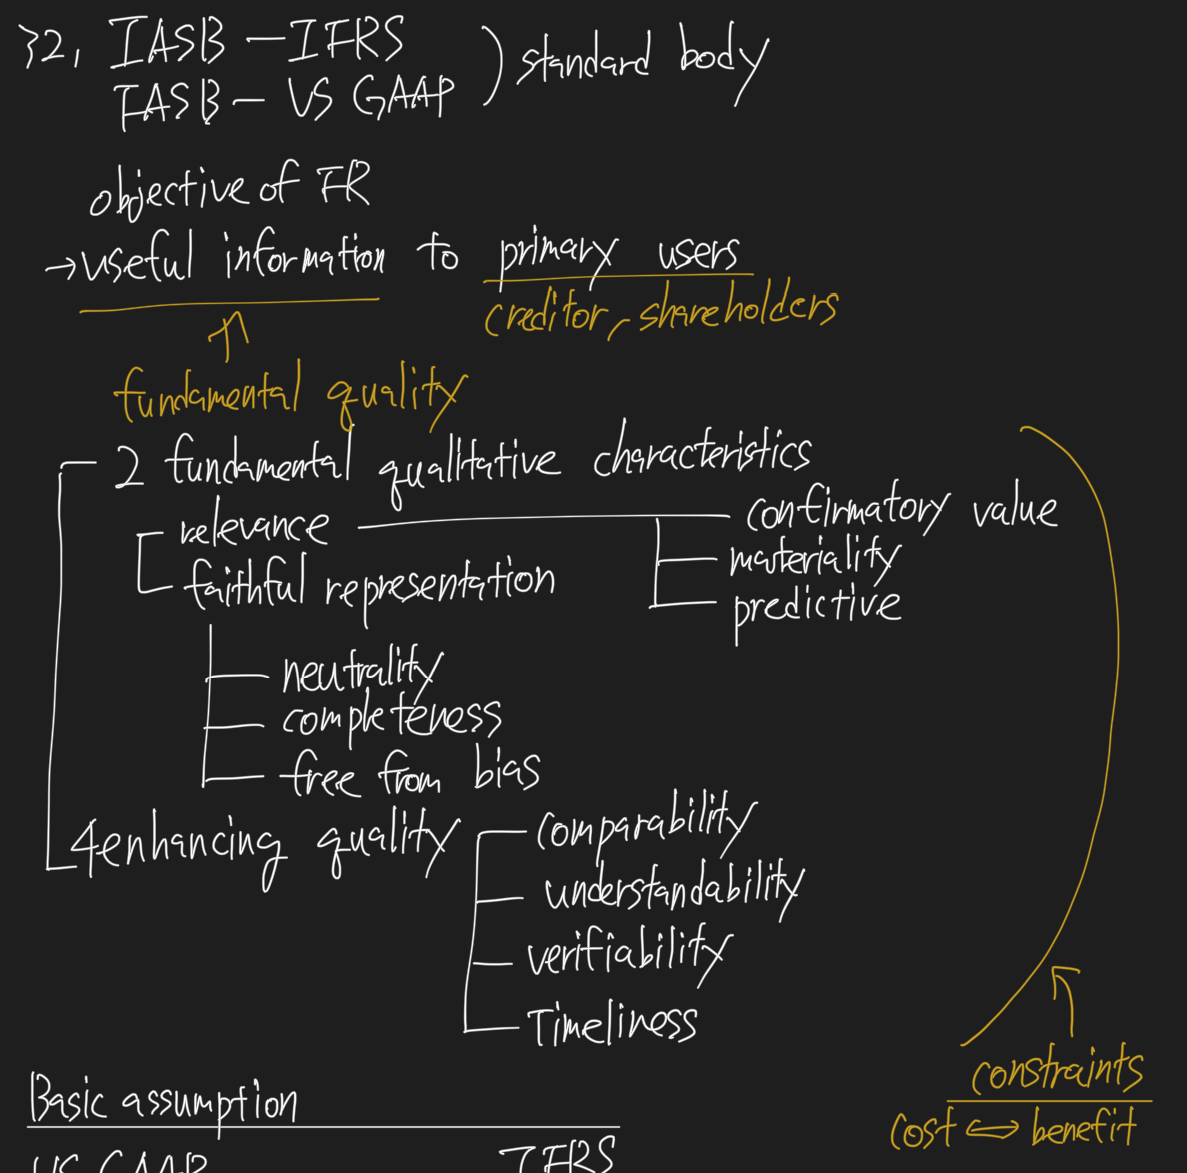 32, IASB - IFRS
FASB - US GAAP ) standard body
objective of FR
→ useful information to primary users
creditor, shareholders
fundamental quality
2 fundamental qualitative characteristics
relevance
confirmatory value
faithful representation
materiality
predictive
neutrality
completeness
free from bias
4 enhancing quality
comparability
understandability
verifiability
Timeliness
constraints
cost ⟷ benefit
Basic assumption
US GAAP IFRS